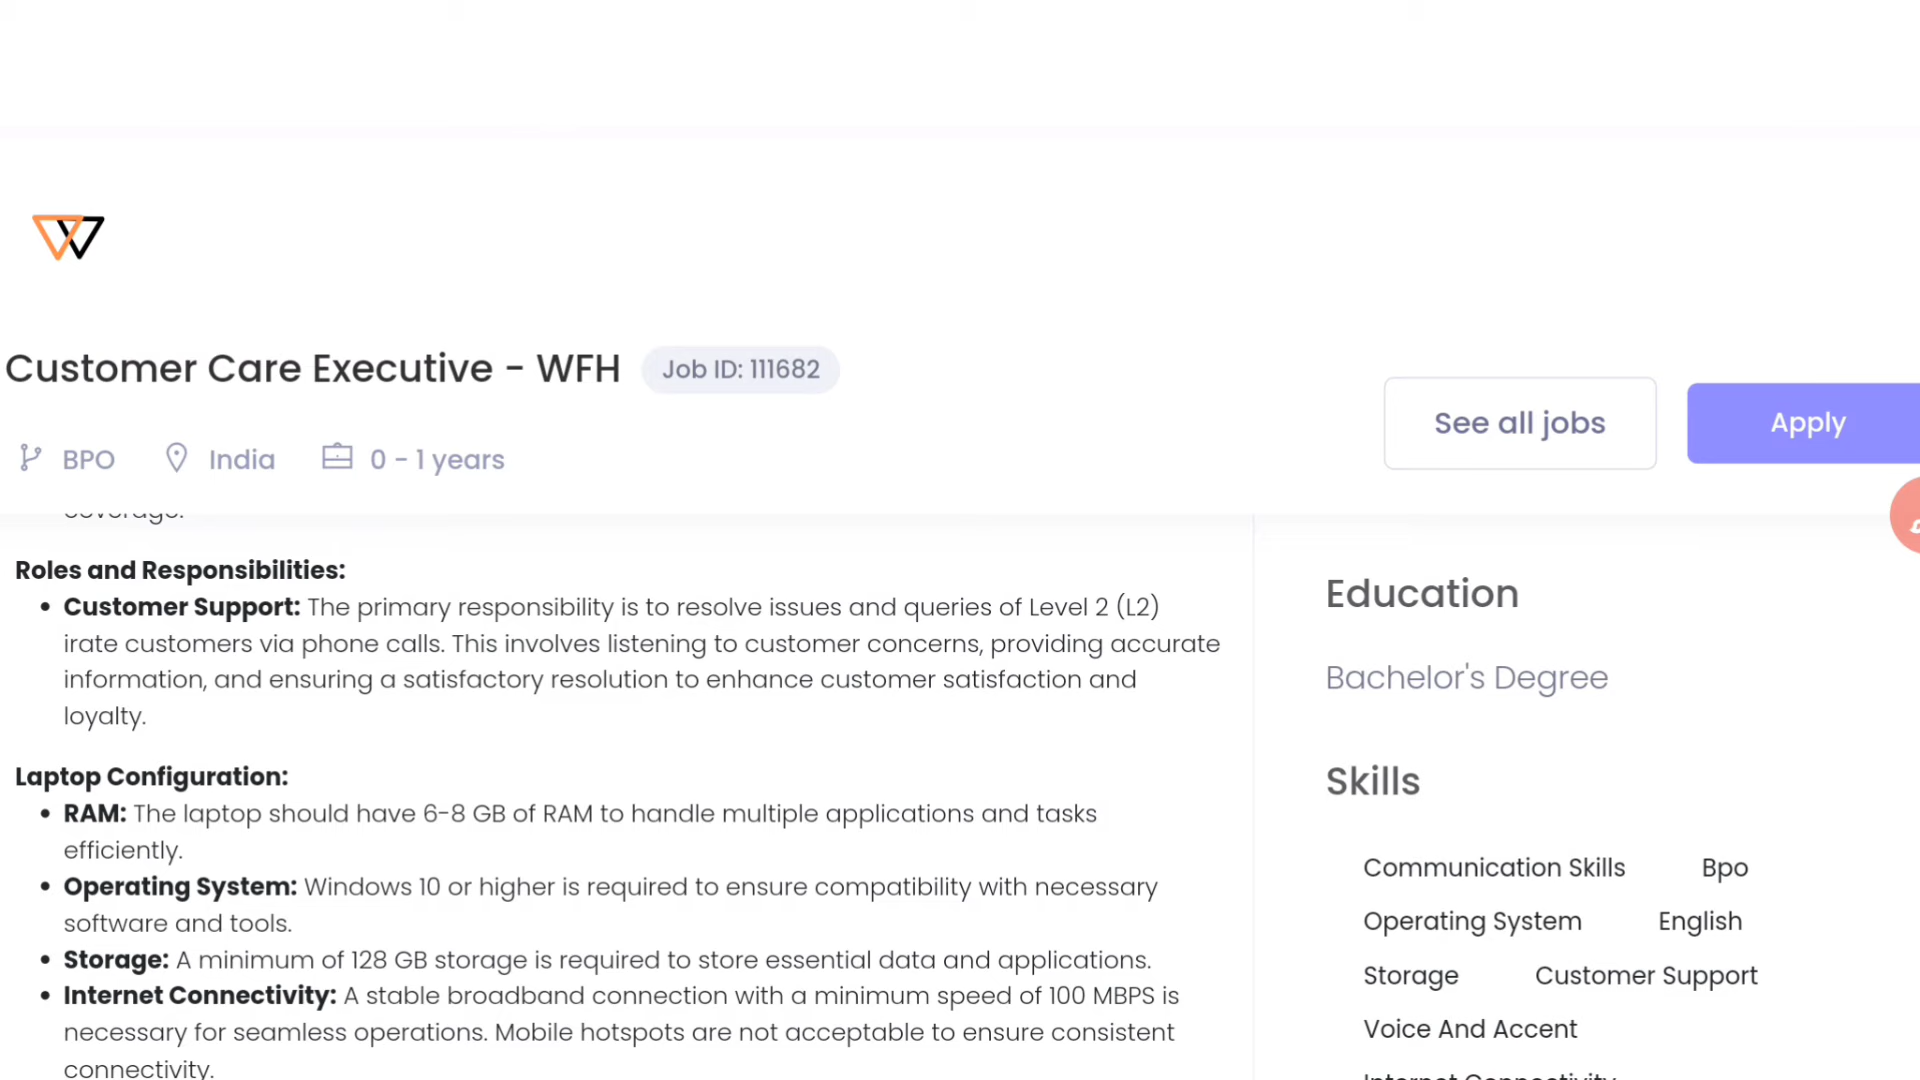 Customer Care Executive - WFH
Job ID: 111682
BPO
India
0 - 1 years
See all jobs
Apply
coverage.
Roles and Responsibilities:
• Customer Support: The primary responsibility is to resolve issues and queries of Level 2 (L2)
irate customers via phone calls. This involves listening to customer concerns, providing accurate
information, and ensuring a satisfactory resolution to enhance customer satisfaction and
loyalty.
Laptop Configuration:
• RAM: The laptop should have 6-8 GB of RAM to handle multiple applications and tasks
efficiently.
• Operating System: Windows 10 or higher is required to ensure compatibility with necessary
software and tools.
• Storage: A minimum of 128 GB storage is required to store essential data and applications.
• Internet Connectivity: A stable broadband connection with a minimum speed of 100 MBPS is
necessary for seamless operations. Mobile hotspots are not acceptable to ensure consistent
connectivity.
Education
Bachelor's Degree
Skills
Communication Skills
Bpo
Operating System
English
Storage
Customer Support
Voice And Accent
Internet Connectivity